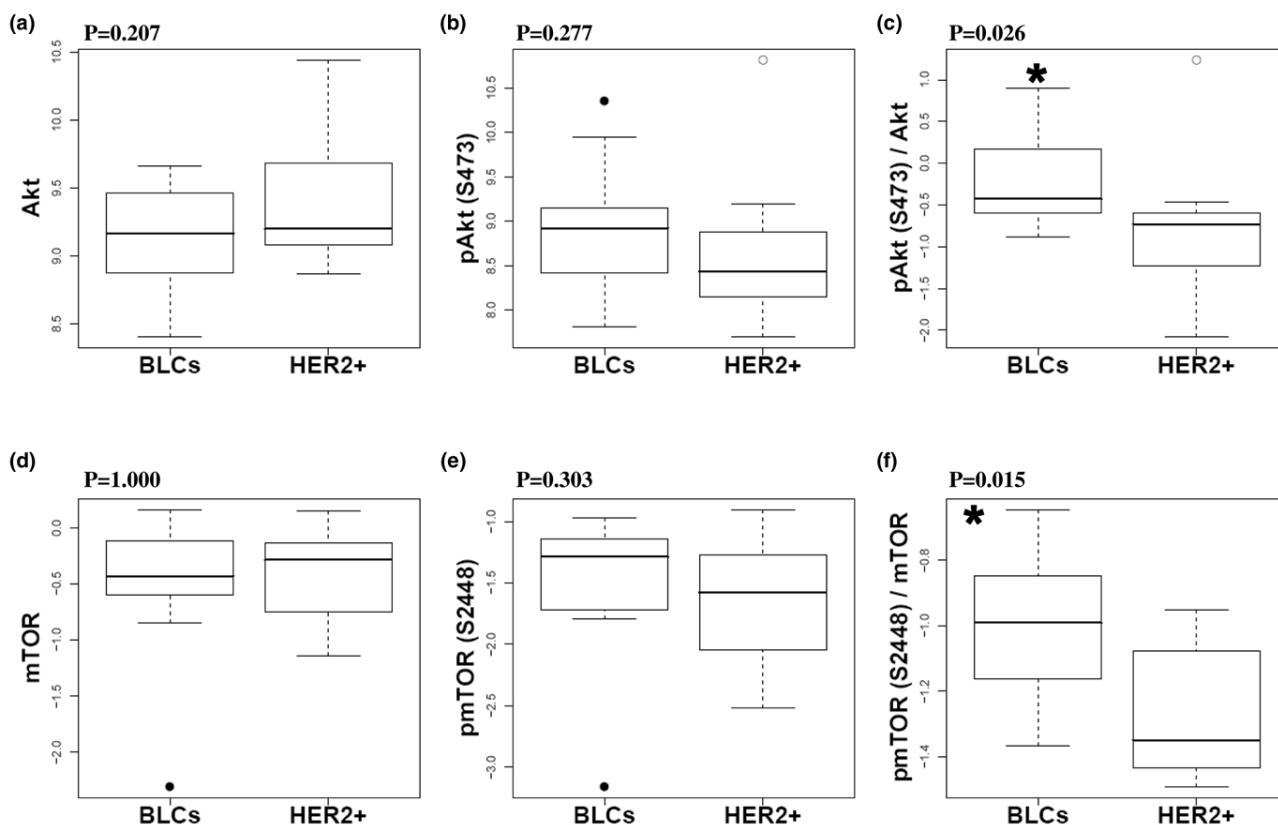 (a)
P=0.207
Akt
10.5
10.0
9.5
9.0
8.5
BLCs
HER2+
(b)
P=0.277
pAkt (S473)
10.5
10.0
9.5
9.0
8.5
8.0
BLCs
HER2+
(c)
P=0.026
pAkt (S473) / Akt
1.0
0.5
0.0
−0.5
−1.0
−1.5
−2.0
*
BLCs
HER2+
(d)
P=1.000
mTOR
0.0
−0.5
−1.0
−1.5
−2.0
BLCs
HER2+
(e)
P=0.303
pmTOR (S2448)
−1.0
−1.5
−2.0
−2.5
−3.0
BLCs
HER2+
(f)
P=0.015
pmTOR (S2448) / mTOR
−0.8
−1.0
−1.2
−1.4
*
BLCs
HER2+